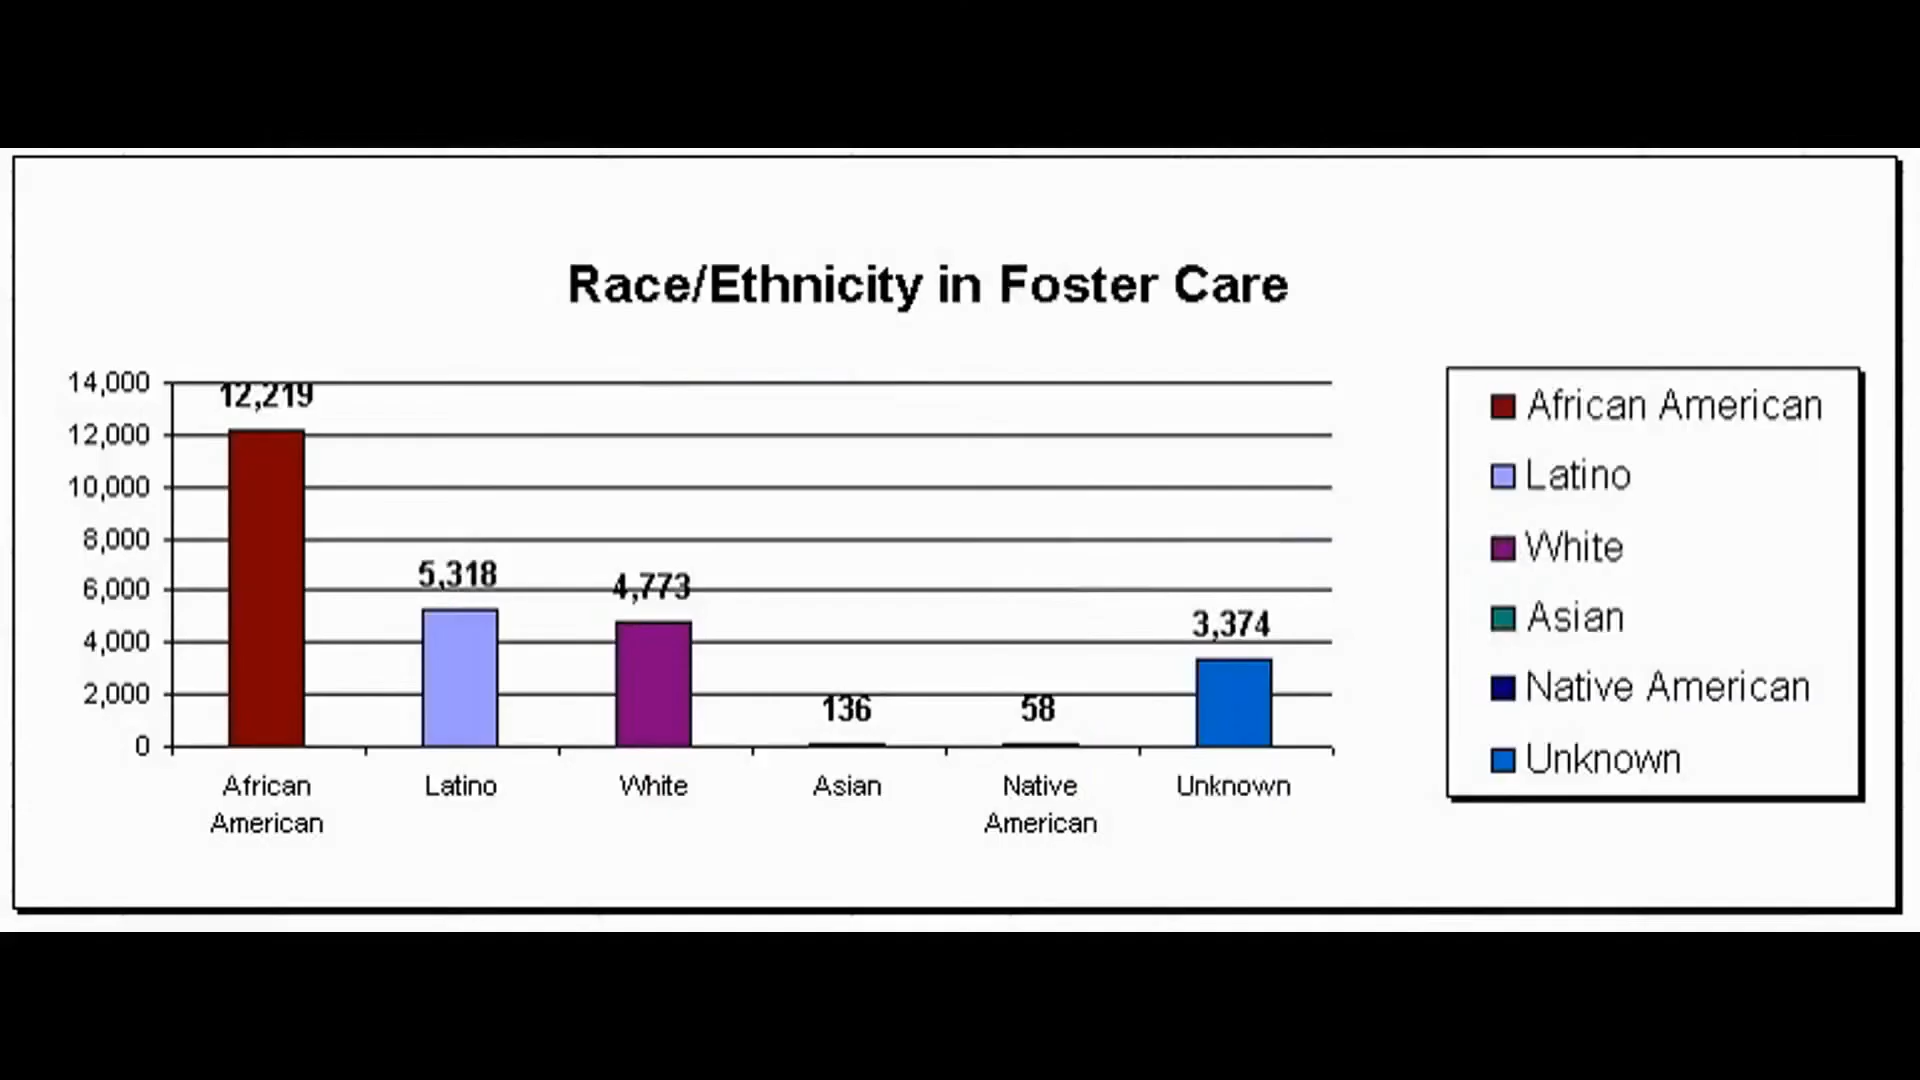 Race/Ethnicity in Foster Care
14,000
12,000
10,000
8,000
6,000
4,000
2,000
0
12,219
5,318
4,773
136
58
3,374
African American
Latino
White
Asian
Native American
Unknown
African American
Latino
White
Asian
Native American
Unknown